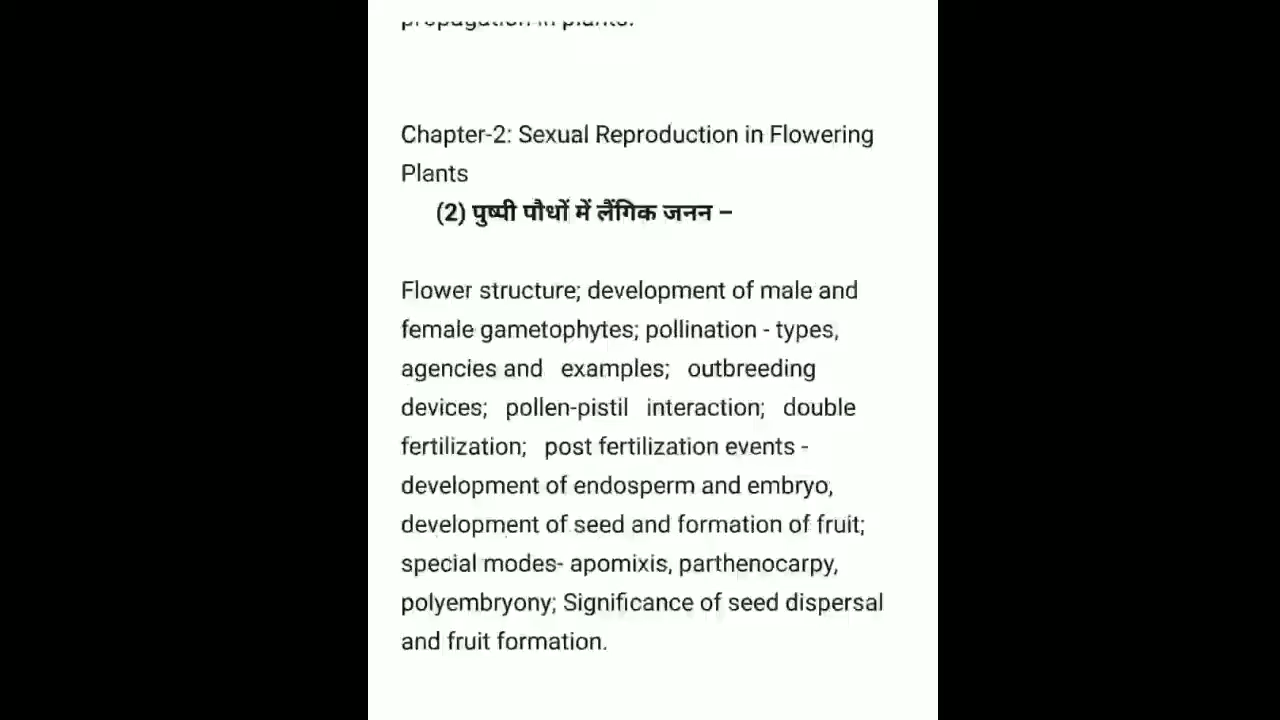 Chapter-2: Sexual Reproduction in Flowering
Plants
(2) पुष्पी पौधों में लैंगिक जनन –
Flower structure; development of male and
female gametophytes; pollination - types,
agencies and examples; outbreeding
devices; pollen-pistil interaction; double
fertilization; post fertilization events -
development of endosperm and embryo,
development of seed and formation of fruit;
special modes- apomixis, parthenocarpy,
polyembryony; Significance of seed dispersal
and fruit formation.